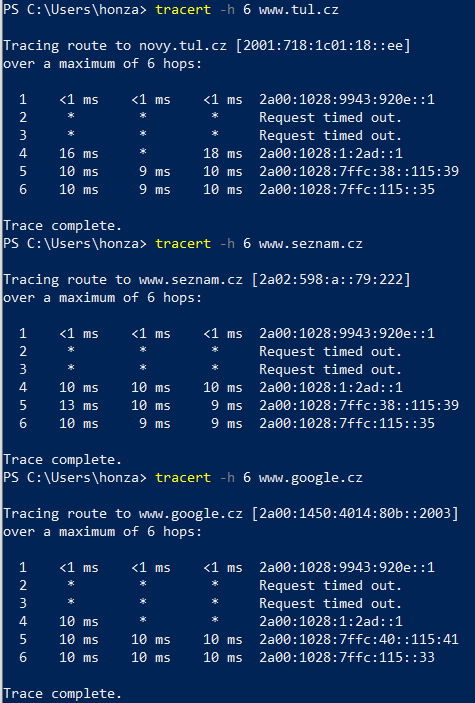 PS C:\Users\honza> tracert -h 6 www.tul.cz
Tracing route to novy.tul.cz [2001:718:1c01:18::ee]
over a maximum of 6 hops:
1 <1 ms <1 ms <1 ms 2a00:1028:9943:920e::1
2 * * * Request timed out.
3 * * * Request timed out.
4 16 ms * 18 ms 2a00:1028:1:2ad::1
5 10 ms 9 ms 10 ms 2a00:1028:7ffc:38::115:39
6 10 ms 9 ms 10 ms 2a00:1028:7ffc:115::35
Trace complete.
PS C:\Users\honza> tracert -h 6 www.seznam.cz
Tracing route to www.seznam.cz [2a02:598:a::79:222]
over a maximum of 6 hops:
1 <1 ms <1 ms <1 ms 2a00:1028:9943:920e::1
2 * * * Request timed out.
3 * * * Request timed out.
4 10 ms 10 ms 10 ms 2a00:1028:1:2ad::1
5 13 ms 10 ms 9 ms 2a00:1028:7ffc:38::115:39
6 10 ms 9 ms 9 ms 2a00:1028:7ffc:115::35
Trace complete.
PS C:\Users\honza> tracert -h 6 www.google.cz
Tracing route to www.google.cz [2a00:1450:4014:80b::2003]
over a maximum of 6 hops:
1 <1 ms <1 ms <1 ms 2a00:1028:9943:920e::1
2 * * * Request timed out.
3 * * * Request timed out.
4 10 ms * * 2a00:1028:1:2ad::1
5 10 ms 10 ms 10 ms 2a00:1028:7ffc:40::115:41
6 10 ms 10 ms 10 ms 2a00:1028:7ffc:115::33
Trace complete.